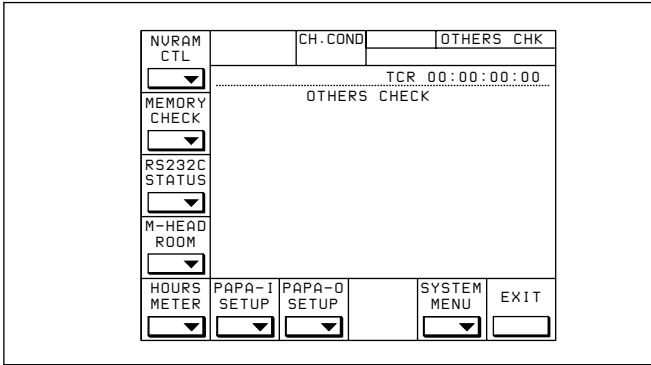 NVRAM
CTL
CH.COND
OTHERS CHK
TCR 00:00:00:00
OTHERS CHECK
MEMORY
CHECK
RS232C
STATUS
M-HEAD
ROOM
HOURS
METER
PAPA-I
SETUP
PAPA-O
SETUP
SYSTEM
MENU
EXIT